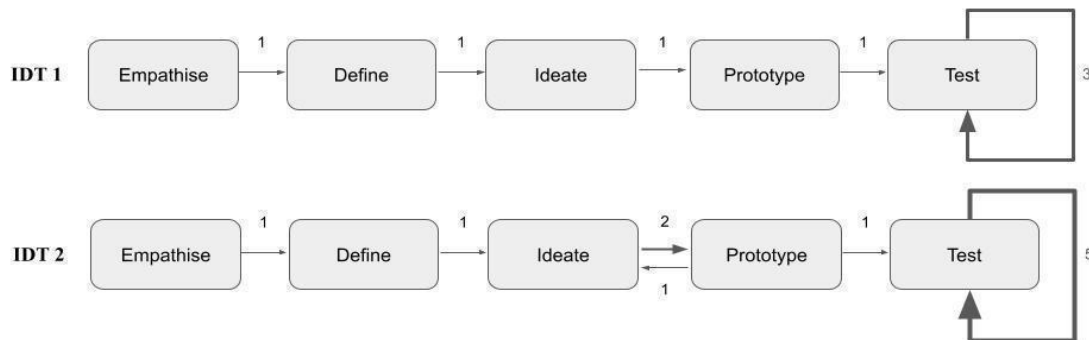 1 1 1 1
IDT 1 Empathise Define Ideate Prototype Test 3
1 1 2 1
IDT 2 Empathise Define Ideate Prototype Test 5
1